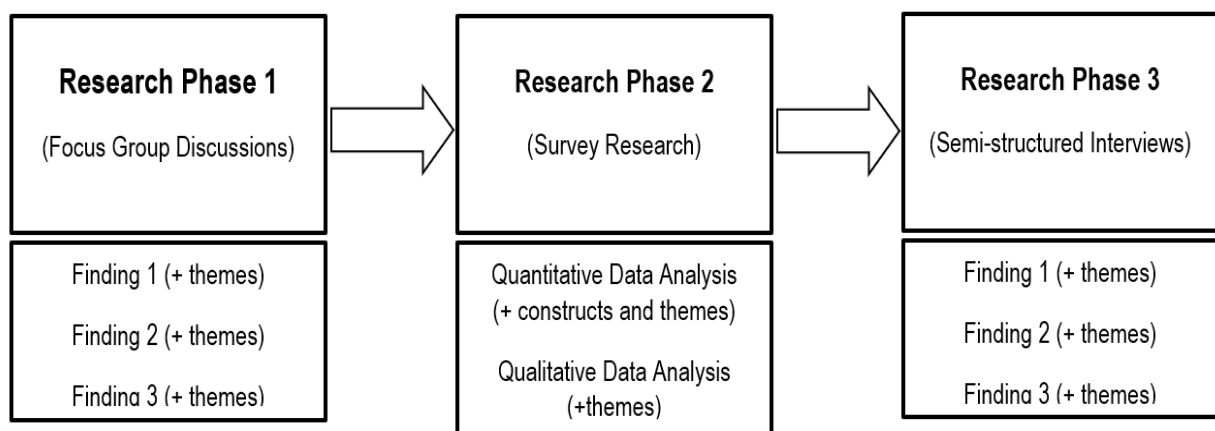 Research Phase 1
(Focus Group Discussions)
Finding 1 (+ themes)
Finding 2 (+ themes)
Finding 3 (+ themes)
Research Phase 2
(Survey Research)
Quantitative Data Analysis
(+ constructs and themes)
Qualitative Data Analysis
(+themes)
Research Phase 3
(Semi-structured Interviews)
Finding 1 (+ themes)
Finding 2 (+ themes)
Finding 3 (+ themes)